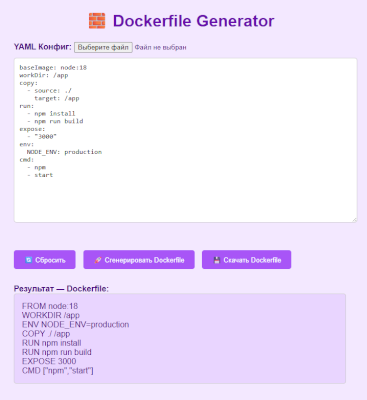 🧱 Dockerfile Generator
YAML Конфиг: Выберите файл Файл не выбран
baseImage: node:18
workDir: /app
copy:
  - source: ./
    target: /app
run:
  - npm install
  - npm run build
expose:
  - "3000"
env:
  NODE_ENV: production
cmd:
  - npm
  - start
🔄 Сбросить 🚀 Сгенерировать Dockerfile 💾 Скачать Dockerfile
Результат — Dockerfile:
FROM node:18
WORKDIR /app
ENV NODE_ENV=production
COPY ./ /app
RUN npm install
RUN npm run build
EXPOSE 3000
CMD ["npm","start"]